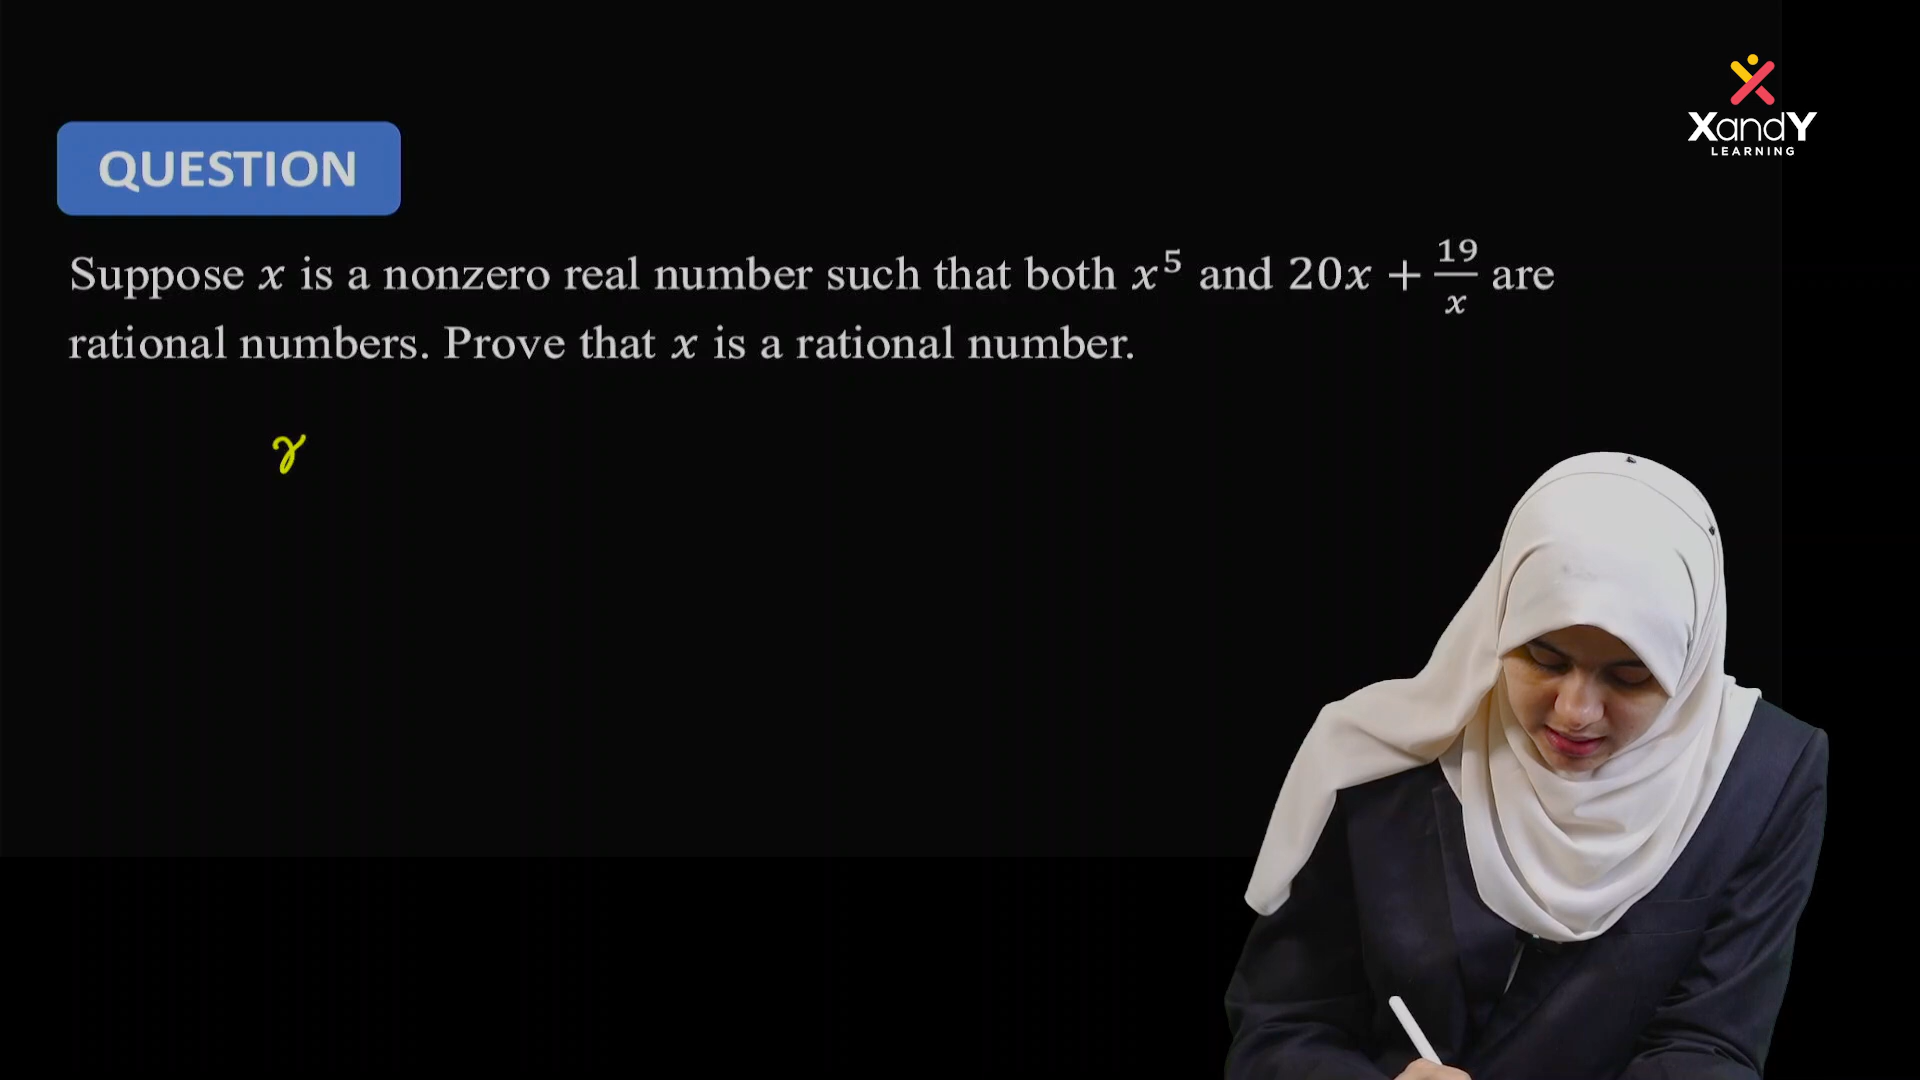 XandY
LEARNING
QUESTION
Suppose x is a nonzero real number such that both x⁵ and 20x + 19/x are
rational numbers. Prove that x is a rational number.